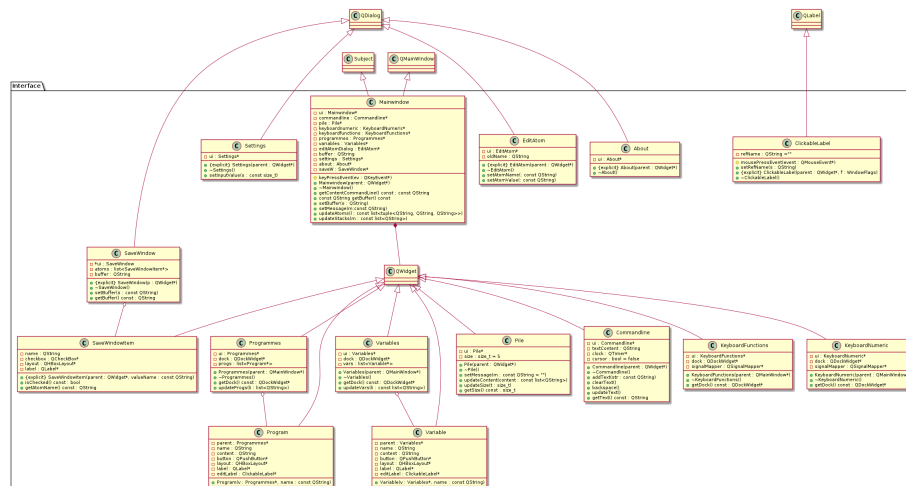 QDialog
QLabel
Subject
QMainWindow
Interface
Mainwindow
ui : Mainwindow*
commandline : Commandline*
pile : Pile*
keyboardnumeric : KeyboardNumeric*
keyboardfunctions : KeyboardFunctions*
programmes : Programmes*
variables : Variables*
editAtomDialog : EditAtom*
buffer : QString
settings : Settings*
about : About*
saveW : SaveWindow*
keyPressEvent(ev : QKeyEvent*)
Mainwindow(parent : QWidget*)
~Mainwindow()
getContentCommandLine() const : const QString
const QString getBuffer() const
setBuffer(s : QString)
setMessage(m:const QString)
updateAtoms(l : const list<tuple<QString, QString, QString>>)
updateStacks(m : const list<QString>)
Settings
ui : Settings*
{explicit} Settings(parent : QWidget*)
~Settings()
setInputValue(s : const size_t)
EditAtom
ui : EditAtom*
oldName : QString
{explicit} EditAtom(parent : QWidget*)
~EditAtom()
setAtomName(: const QString)
setAtomValue(: const QString)
About
ui : About*
{explicit} About(parent : QWidget*)
~About()
ClickableLabel
refName : QString =""
mousePressEvent(event : QMouseEvent*)
setRefName(s : QString)
{explicit} ClickableLabel(parent : QWidget*, f : WindowFlags)
~ClickableLabel()
SaveWindow
*ui : SaveWindow
atoms : list<SaveWindowItem*>
buffer : QString
{explicit} SaveWindow(p : QWidget*)
~SaveWindow()
setBuffer(s : const QString)
getBuffer() const : QString
QWidget
SaveWindowItem
name : QString
checkbox : QCheckBox*
layout : QHBoxLayout*
label : QLabel*
{explicit} SaveWindowItem(parent : QWidget*, valueName : const QString)
isChecked() const : bool
getAtomName() const : QString
Programmes
ui : Programmes*
dock : QDockWidget*
progs : list<Program*>
Programmes(parent : QMainWindow*)
~Programmes()
getDock() const : QDockWidget*
updateProgs(l : list<QString>)
Variables
ui : Variables*
dock : QDockWidget*
vars : list<Variable*>
Variables(parent : QMainWindow*)
~Variables()
getDock() const : QDockWidget*
updateVars(l : list<QString>)
Pile
ui : Pile*
size : size_t = 5
Pile(parent : QWidget*)
~Pile()
setMessage(m : const QString = "")
updateContent(content : const list<QString>)
updateSize(t : size_t)
getSize() const : size_t
Commandline
ui : Commandline*
textContent : QString
clock : QTimer*
cursor : bool = false
Commandline(parent : QWidget*)
~Commandline()
addText(str : const QString)
clearText()
backspace()
updateText()
getText() const : QString
KeyboardFunctions
ui : KeyboardFunctions*
dock : QDockWidget*
signalMapper : QSignalMapper*
KeyboardFunctions(parent : QMainWindow*)
~KeyboardFunctions()
getDock() const : QDockWidget*
KeyboardNumeric
ui : KeyboardNumeric*
dock : QDockWidget*
signalMapper : QSignalMapper*
KeyboardNumeric(parent : QMainWindow
~KeyboardNumeric()
getDock() const : QDockWidget*
Program
parent : Programmes*
name : QString
content : QString
button : QPushButton*
layout : QHBoxLayout*
label : QLabel*
editLabel : ClickableLabel*
Program(v : Programmes*, name : const QString)
Variable
parent : Variables*
name : QString
content : QString
button : QPushButton*
layout : QHBoxLayout*
label : QLabel*
editLabel : ClickableLabel*
Variable(v : Variables*, name : const QString)